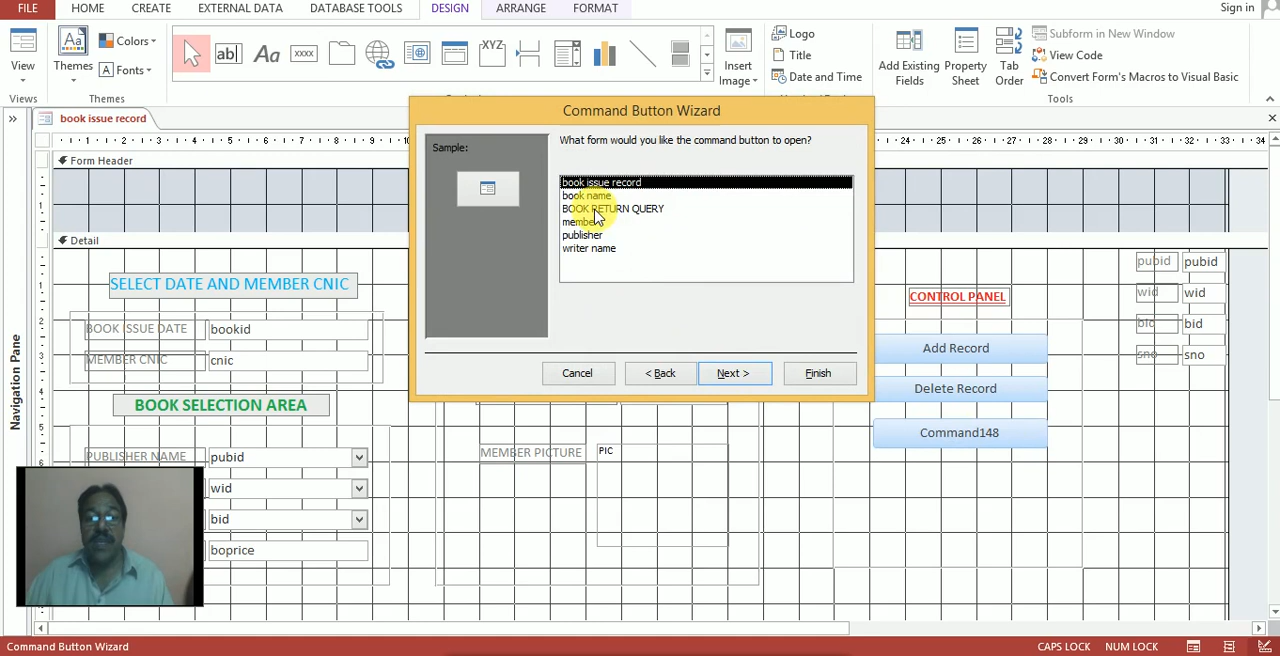 FILE HOME CREATE EXTERNAL DATA DATABASE TOOLS DESIGN ARRANGE FORMAT Sign in
View
Themes
Colors
Fonts
ab|
Aa
xxxx
XYZ
Insert
Image
Logo
Title
Date and Time
Add Existing
Fields
Property
Sheet
Tab
Order
Subform in New Window
View Code
Convert Form's Macros to Visual Basic
Views Themes Tools
book issue record
Command Button Wizard
Sample:
What form would you like the command button to open?
book issue record
book name
BOOK RETURN QUERY
member
publisher
writer name
Cancel < Back Next > Finish
Form Header
Detail
SELECT DATE AND MEMBER CNIC
BOOK ISSUE DATE bookid
MEMBER CNIC cnic
BOOK SELECTION AREA
PUBLISHER NAME pubid
wid
bid
boprice
MEMBER PICTURE PIC
CONTROL PANEL
Add Record
Delete Record
Command148
pubid pubid
wid wid
bid bid
sno sno
Navigation Pane
Command Button Wizard CAPS LOCK NUM LOCK